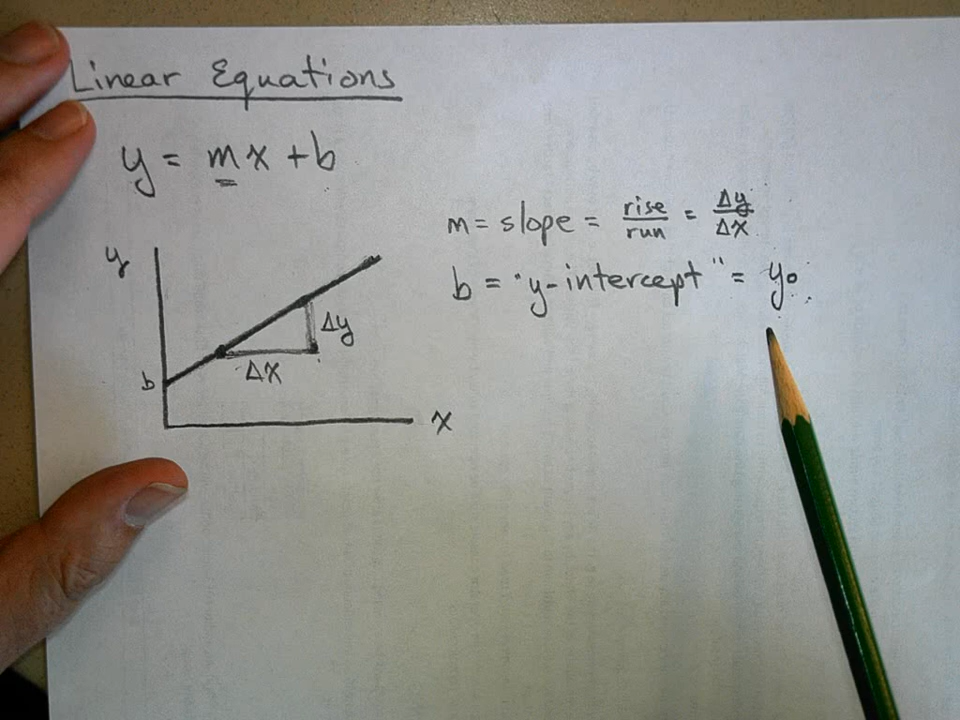 Linear Equations
y = mx + b
m = slope = rise/run = Δy/Δx
b = "y-intercept" = y₀
y
Δy
Δx
b
x